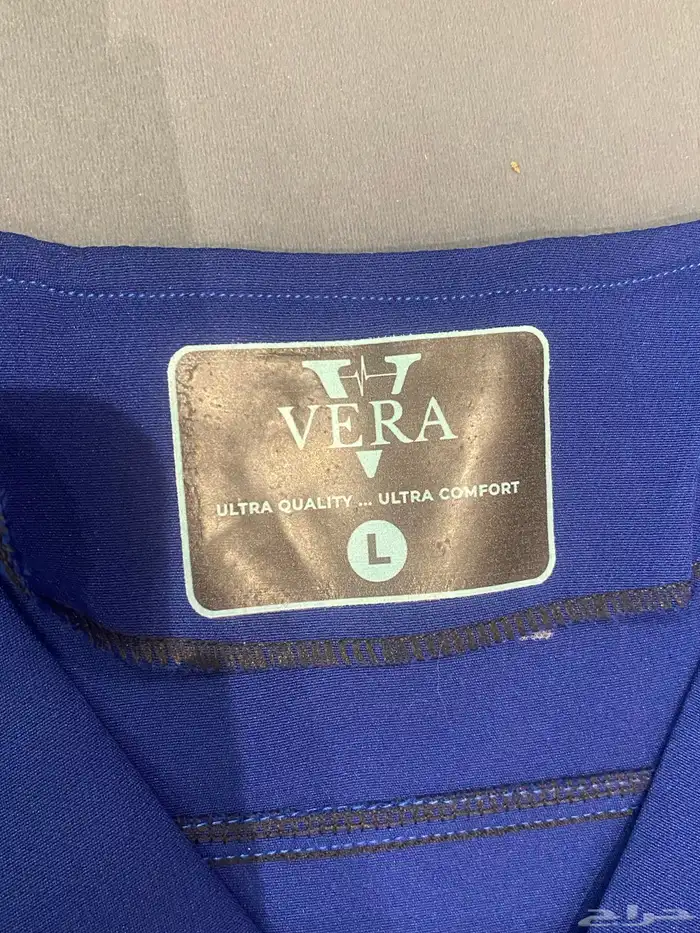 VERA
ULTRA QUALITY ... ULTRA COMFORT
L
حراج